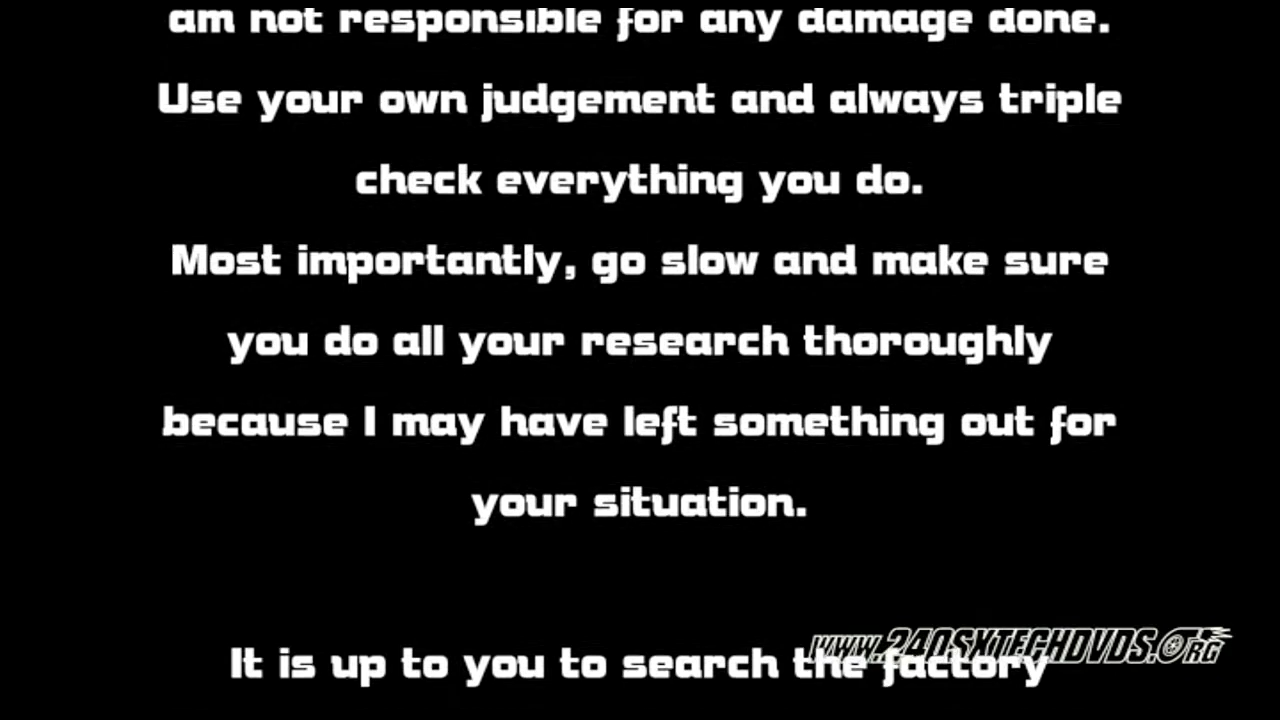 am not responsible for any damage done.
Use your own judgement and always triple
check everything you do.
Most importantly, go slow and make sure
you do all your research thoroughly
because I may have left something out for
your situation.
www.240SXTECHDVDS.ORG
It is up to you to search the factory